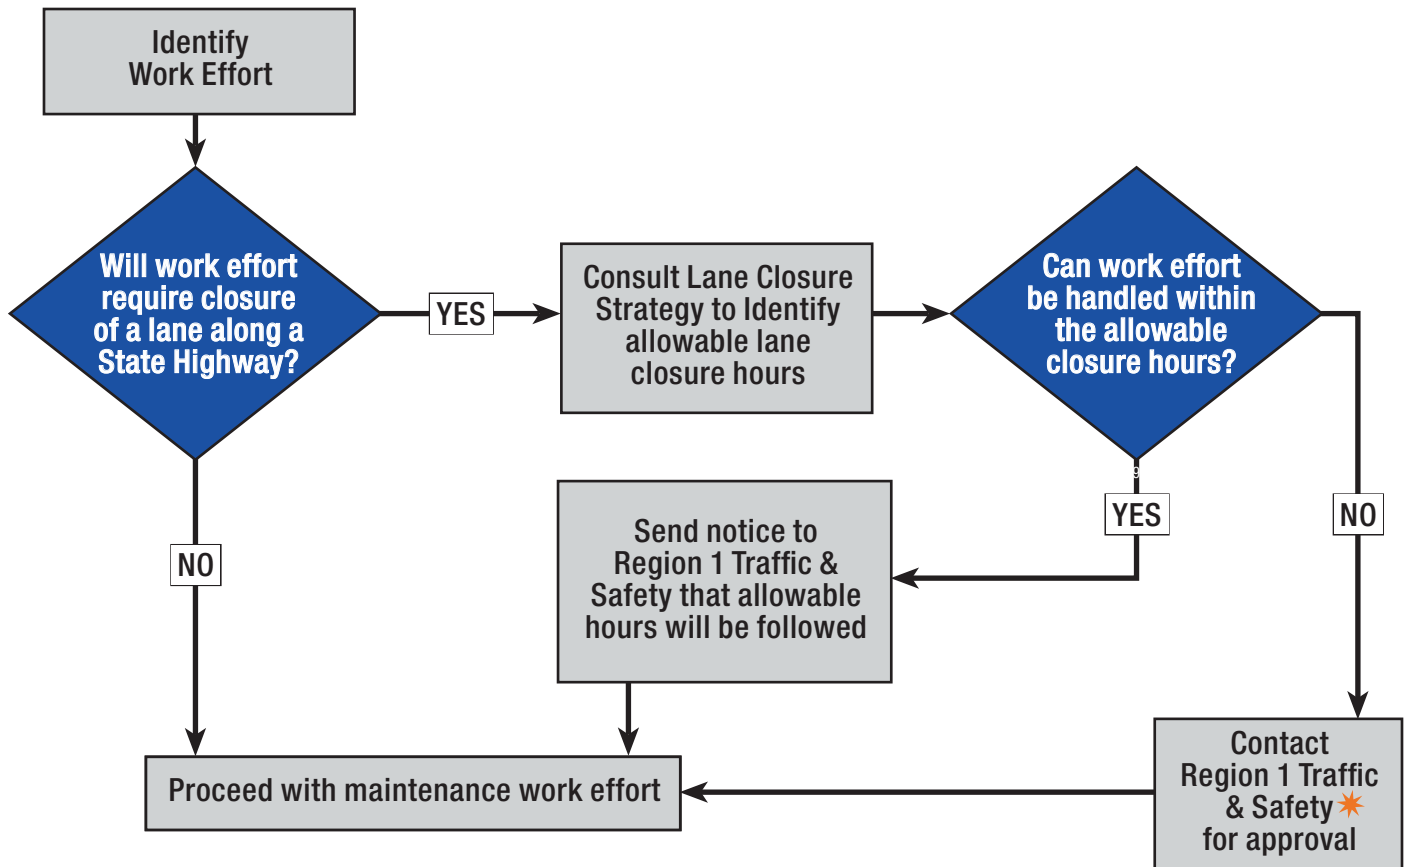 Identify
Work Effort
Will work effort
require closure
of a lane along a
State Highway?
YES
Consult Lane Closure
Strategy to Identify
allowable lane
closure hours
Can work effort
be handled within
the allowable
closure hours?
9
YES
NO
Send notice to
Region 1 Traffic &
Safety that allowable
hours will be followed
NO
Proceed with maintenance work effort
Contact
Region 1 Traffic
& Safety
for approval